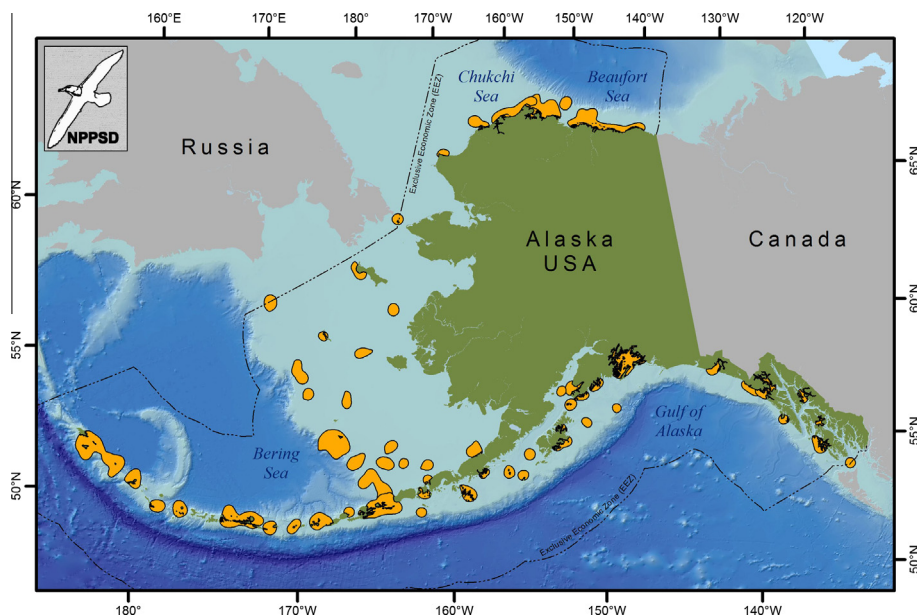 160°E 170°E 180° 170°W 160°W 150°W 140°W 130°W 120°W
NPPSD
Chukchi
Sea
Beaufort
Sea
Exclusive Economic Zone (EEZ)
Russia
65°N
60°N
Alaska
USA
Canada
60°N
55°N
Gulf of
Alaska
55°N
Bering
Sea
50°N
Exclusive Economic Zone (EEZ)
50°N
180° 170°W 160°W 150°W 140°W